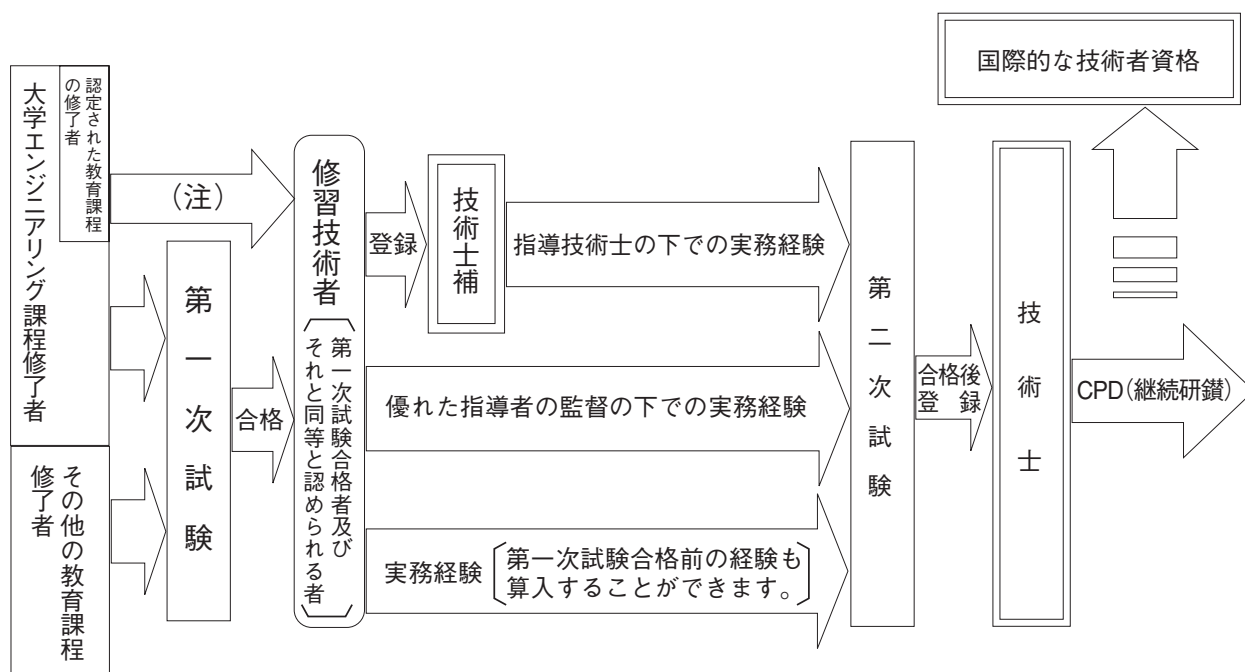 大学エンジニアリング課程修了者
認定された教育課程
の修了者
その他の教育課程
修了者
(注)
第一次試験
合格
修習技術者
第一次試験合格者及び
それと同等と認められる者
登録
技術士補
指導技術士の下での実務経験
優れた指導者の監督の下での実務経験
実務経験
第一次試験合格前の経験も
算入することができます。
第二次試験
合格後
登 録
技術士
国際的な技術者資格
CPD(継続研鑚)